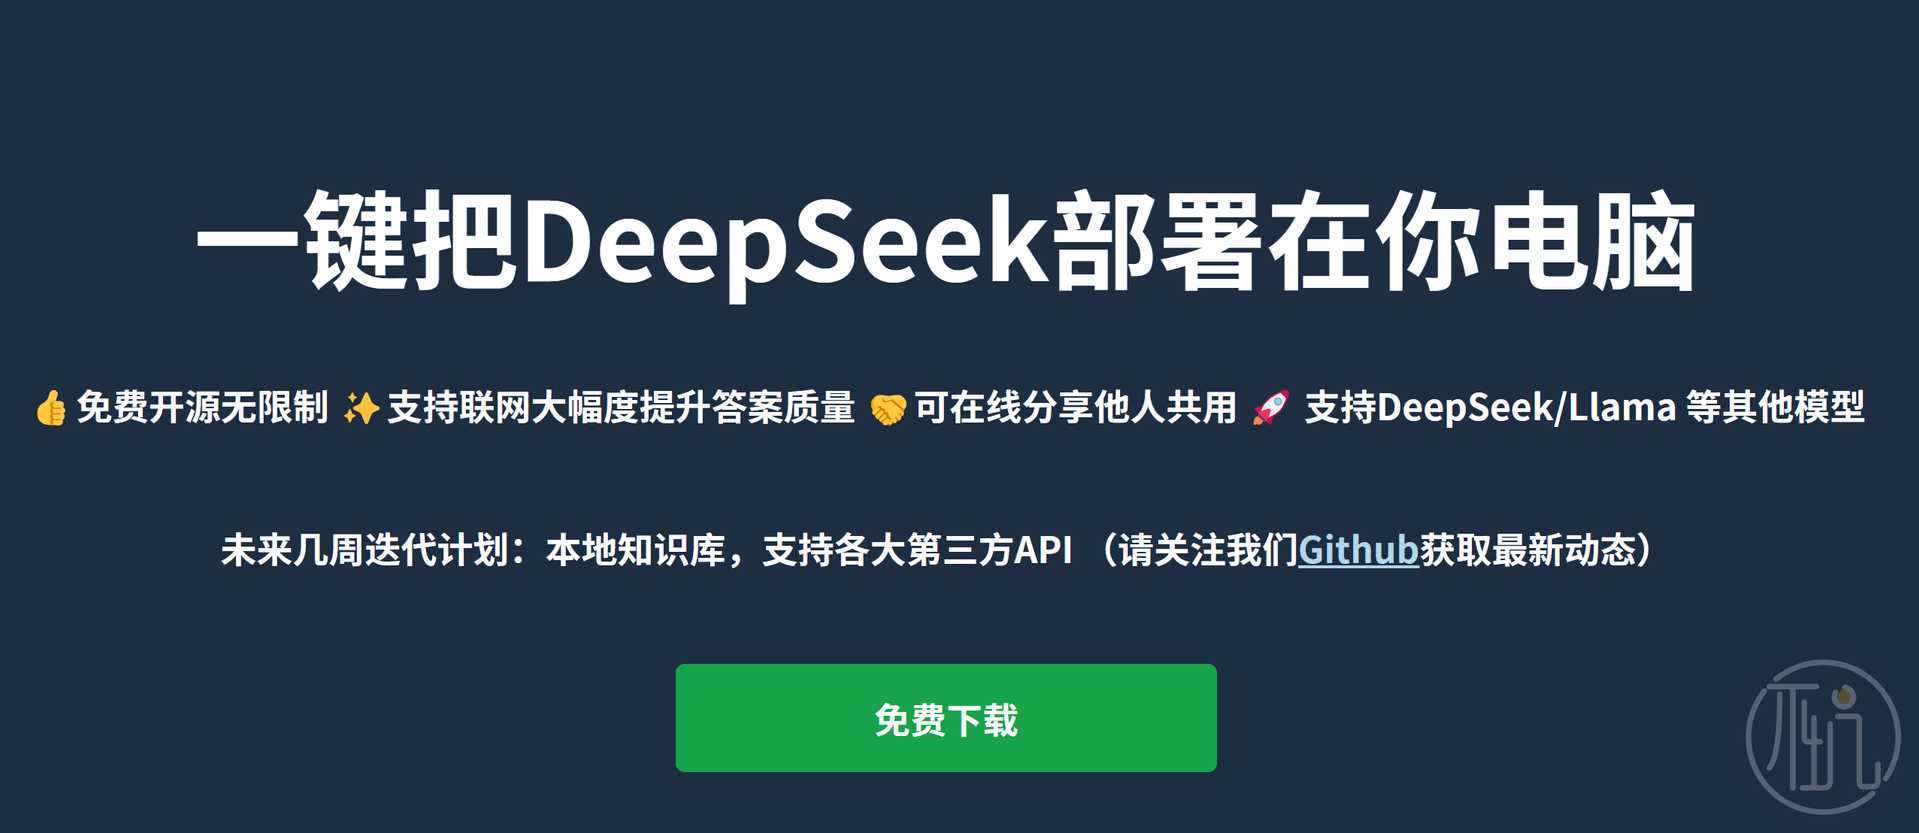 一键把DeepSeek部署在你电脑
👍免费开源无限制 ✨支持联网大幅度提升答案质量 🤝可在线分享他人共用 🚀 支持DeepSeek/Llama 等其他模型
未来几周迭代计划：本地知识库，支持各大第三方API （请关注我们Github获取最新动态）
免费下载